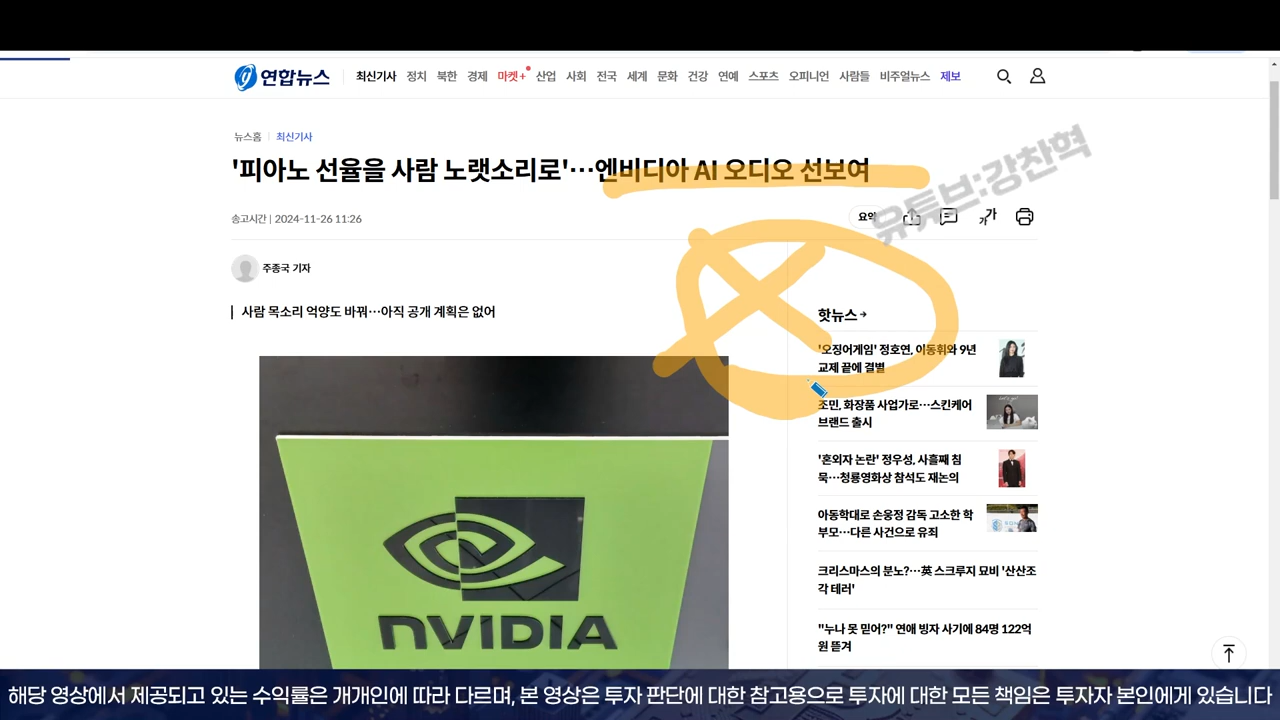 연합뉴스
최신기사 정치 북한 경제 마켓+ 산업 사회 전국 세계 문화 건강 연예 스포츠 오피니언 사람들 비주얼뉴스 제보
뉴스홈 | 최신기사
'피아노 선율을 사람 노랫소리로'…엔비디아 AI 오디오 선보여
유튜브:강찬혁
송고시간 | 2024-11-26 11:26
요약
가가
주종국 기자
사람 목소리 억양도 바꿔…아직 공개 계획은 없어
NVIDIA
핫뉴스
'오징어게임' 정호연, 이동휘와 9년
교제 끝에 결별
조민, 화장품 사업가로…스킨케어
브랜드 출시
'혼외자 논란' 정우성, 사흘째 침
묵…청룡영화상 참석도 재논의
아동학대로 손웅정 감독 고소한 학
부모…다른 사건으로 유죄
크리스마스의 분노?…英 스크루지 묘비 '산산조
각 테러'
"누나 못 믿어?" 연애 빙자 사기에 84명 122억
원 뜯겨
해당 영상에서 제공되고 있는 수익률은 개개인에 따라 다르며, 본 영상은 투자 판단에 대한 참고용으로 투자에 대한 모든 책임은 투자자 본인에게 있습니다